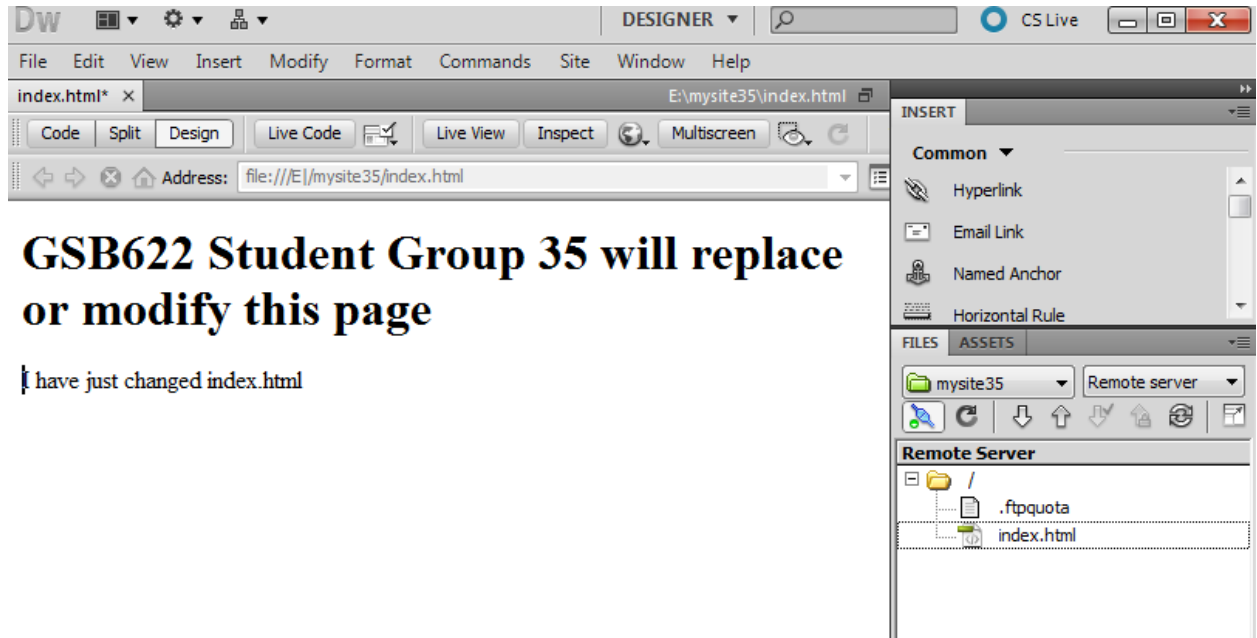 Dw DESIGNER CS Live
File Edit View Insert Modify Format Commands Site Window Help
index.html* E:\mysite35\index.html
Code Split Design Live Code Live View Inspect Multiscreen
Address: file:///E|/mysite35/index.html
GSB622 Student Group 35 will replace
or modify this page
I have just changed index.html
INSERT
Common
Hyperlink
Email Link
Named Anchor
Horizontal Rule
FILES ASSETS
mysite35 Remote server
Remote Server
/
.ftpquota
index.html